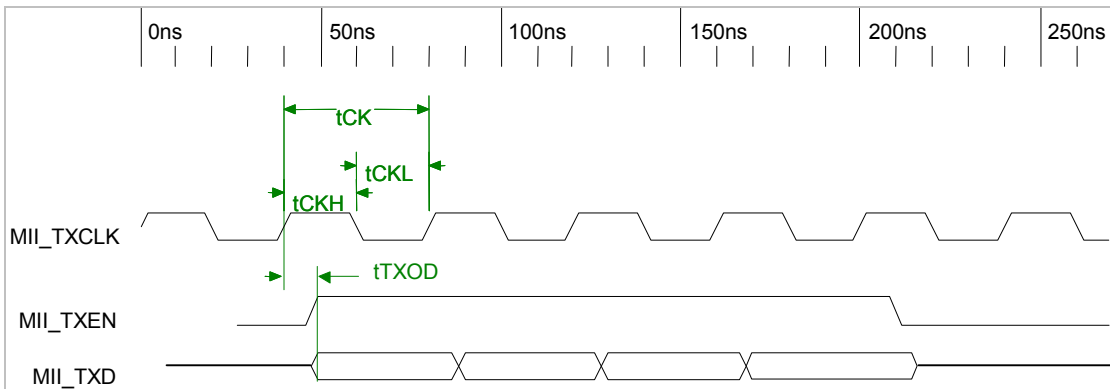 0ns 50ns 100ns 150ns 200ns 250ns
tCK
tCKL
tCKH
MII_TXCLK
tTXOD
MII_TXEN
MII_TXD